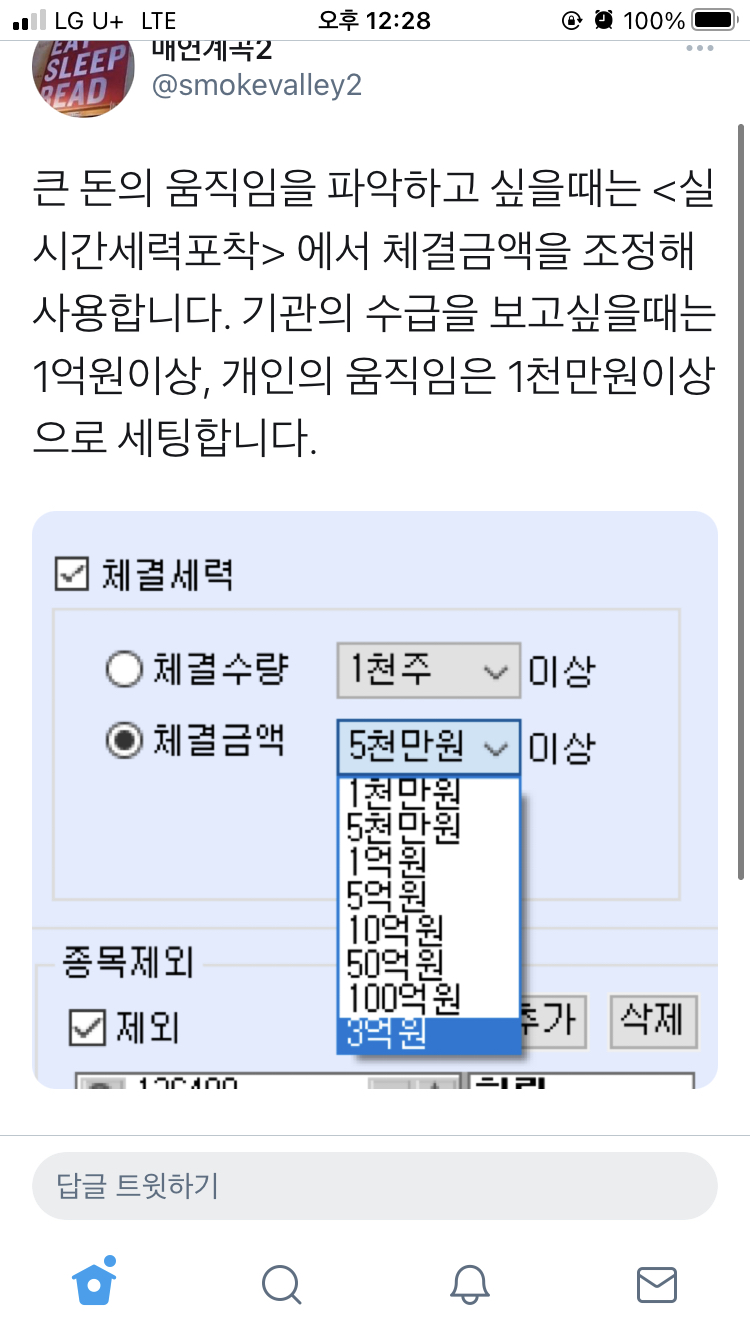 LG U+ LTE 오후 12:28 100%
EAT
SLEEP
READ
매연계곡2
@smokevalley2
큰 돈의 움직임을 파악하고 싶을때는 <실
시간세력포착> 에서 체결금액을 조정해
사용합니다. 기관의 수급을 보고싶을때는
1억원이상, 개인의 움직임은 1천만원이상
으로 세팅합니다.
체결세력
체결수량 1천주 이상
체결금액 5천만원 이상
1천만원
5천만원
1억원
5억원
10억원
50억원
100억원
3억원
종목제외
제외 추가 삭제
136480 하림
답글 트윗하기